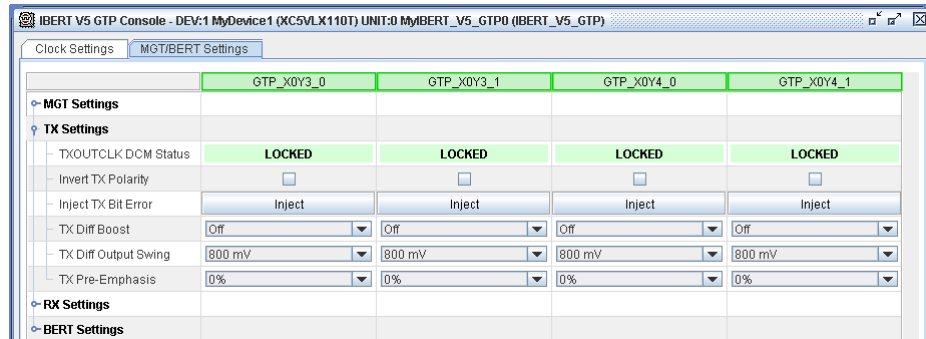 IBERT V5 GTP Console - DEV:1 MyDevice1 (XC5VLX110T) UNIT:0 MyIBERT_V5_GTP0 (IBERT_V5_GTP)
Clock Settings MGT/BERT Settings
GTP_X0Y3_0 GTP_X0Y3_1 GTP_X0Y4_0 GTP_X0Y4_1
MGT Settings
TX Settings
TXOUTCLK DCM Status LOCKED LOCKED LOCKED LOCKED
Invert TX Polarity
Inject TX Bit Error Inject Inject Inject Inject
TX Diff Boost Off Off Off Off
TX Diff Output Swing 800 mV 800 mV 800 mV 800 mV
TX Pre-Emphasis 0% 0% 0% 0%
RX Settings
BERT Settings